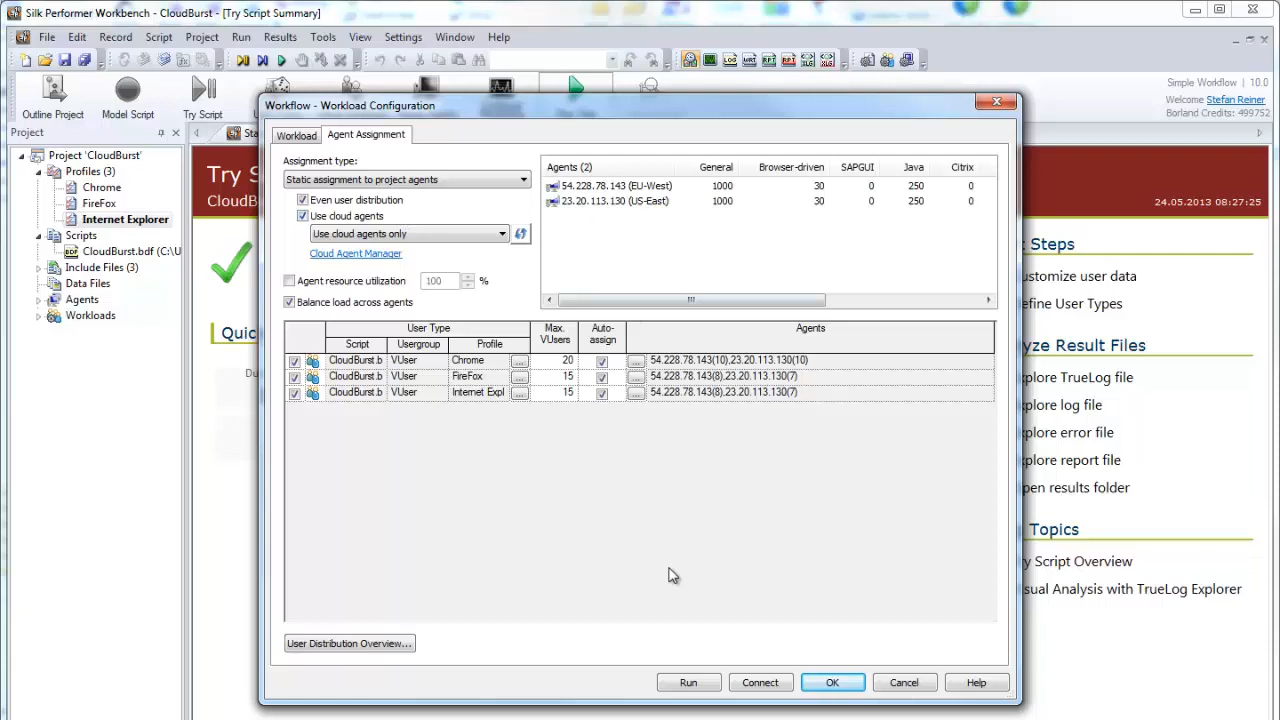 Silk Performer Workbench - CloudBurst - [Try Script Summary]
File Edit Record Script Project Run Results Tools View Settings Window Help
Simple Workflow | 10.0
Outline Project Model Script Try Script
Welcome Stefan Reiner
Borland Credits: 499752
Project
Project 'CloudBurst'
Profiles (3)
Chrome
FireFox
Internet Explorer
Scripts
CloudBurst.bdf (C:\U
Include Files (3)
Data Files
Agents
Workloads
Sta
Try S
CloudB
24.05.2013 08:27:25
Quic
Du
Workflow - Workload Configuration
Workload Agent Assignment
Assignment type:
Static assignment to project agents
Even user distribution
Use cloud agents
Use cloud agents only
Cloud Agent Manager
Agent resource utilization 100 %
Balance load across agents
Agents (2) General Browser-driven SAPGUI Java Citrix
54.228.78.143 (EU-West) 1000 30 0 250 0
23.20.113.130 (US-East) 1000 30 0 250 0
User Type Max. VUsers Auto-assign Agents
Script Usergroup Profile
CloudBurst.b VUser Chrome ... 20 ... 54.228.78.143(10),23.20.113.130(10)
CloudBurst.b VUser FireFox ... 15 ... 54.228.78.143(8),23.20.113.130(7)
CloudBurst.b VUser Internet Expl ... 15 ... 54.228.78.143(8),23.20.113.130(7)
User Distribution Overview...
Run Connect OK Cancel Help
Steps
ustomize user data
efine User Types
yze Result Files
xplore TrueLog file
xplore log file
xplore error file
xplore report file
pen results folder
Topics
ry Script Overview
sual Analysis with TrueLog Explorer